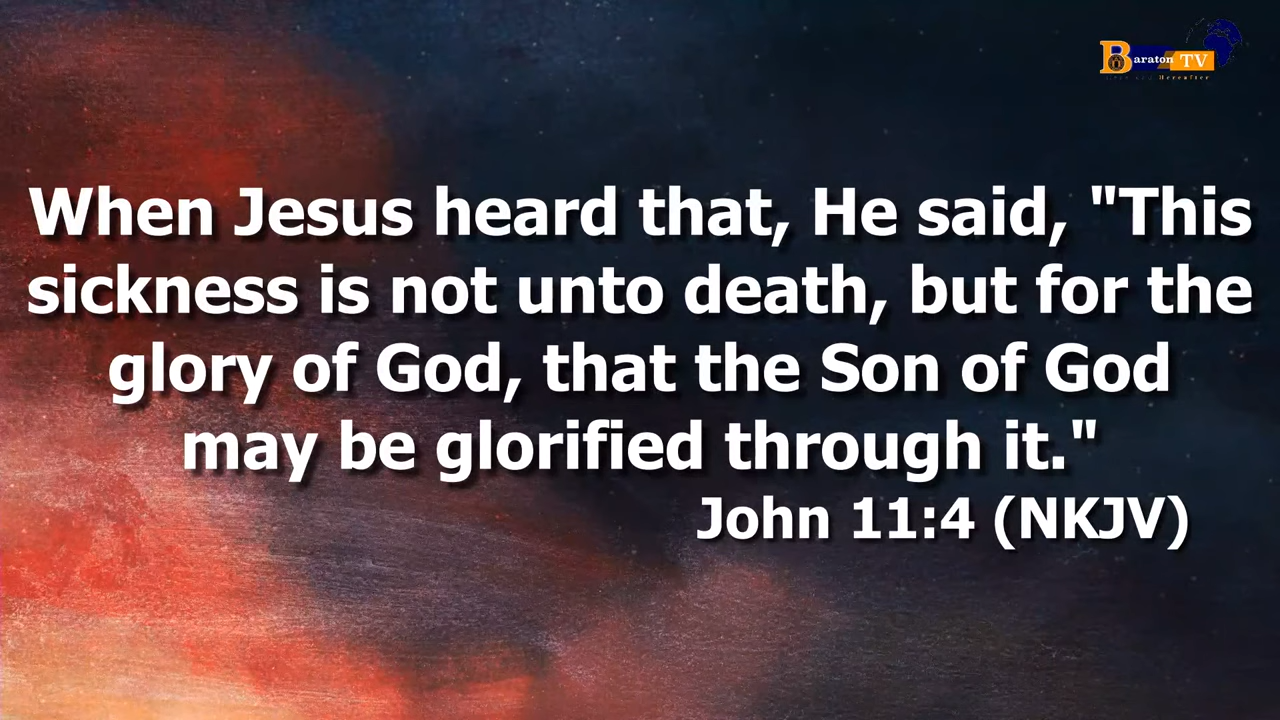 Baraton TV
Hereafter
When Jesus heard that, He said, "This
sickness is not unto death, but for the
glory of God, that the Son of God
may be glorified through it."
John 11:4 (NKJV)